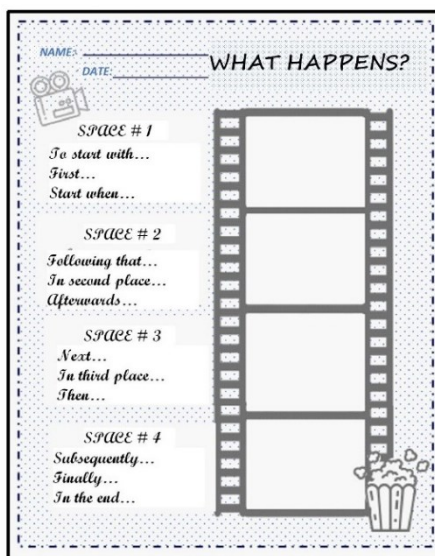 NAME:
DATE:
WHAT HAPPENS?
SPACE # 1
To start with...
First...
Start when...
SPACE # 2
Following that...
In second place...
Afterwards...
SPACE # 3
Next...
In third place...
Then...
SPACE # 4
Subsequently...
Finally...
In the end...